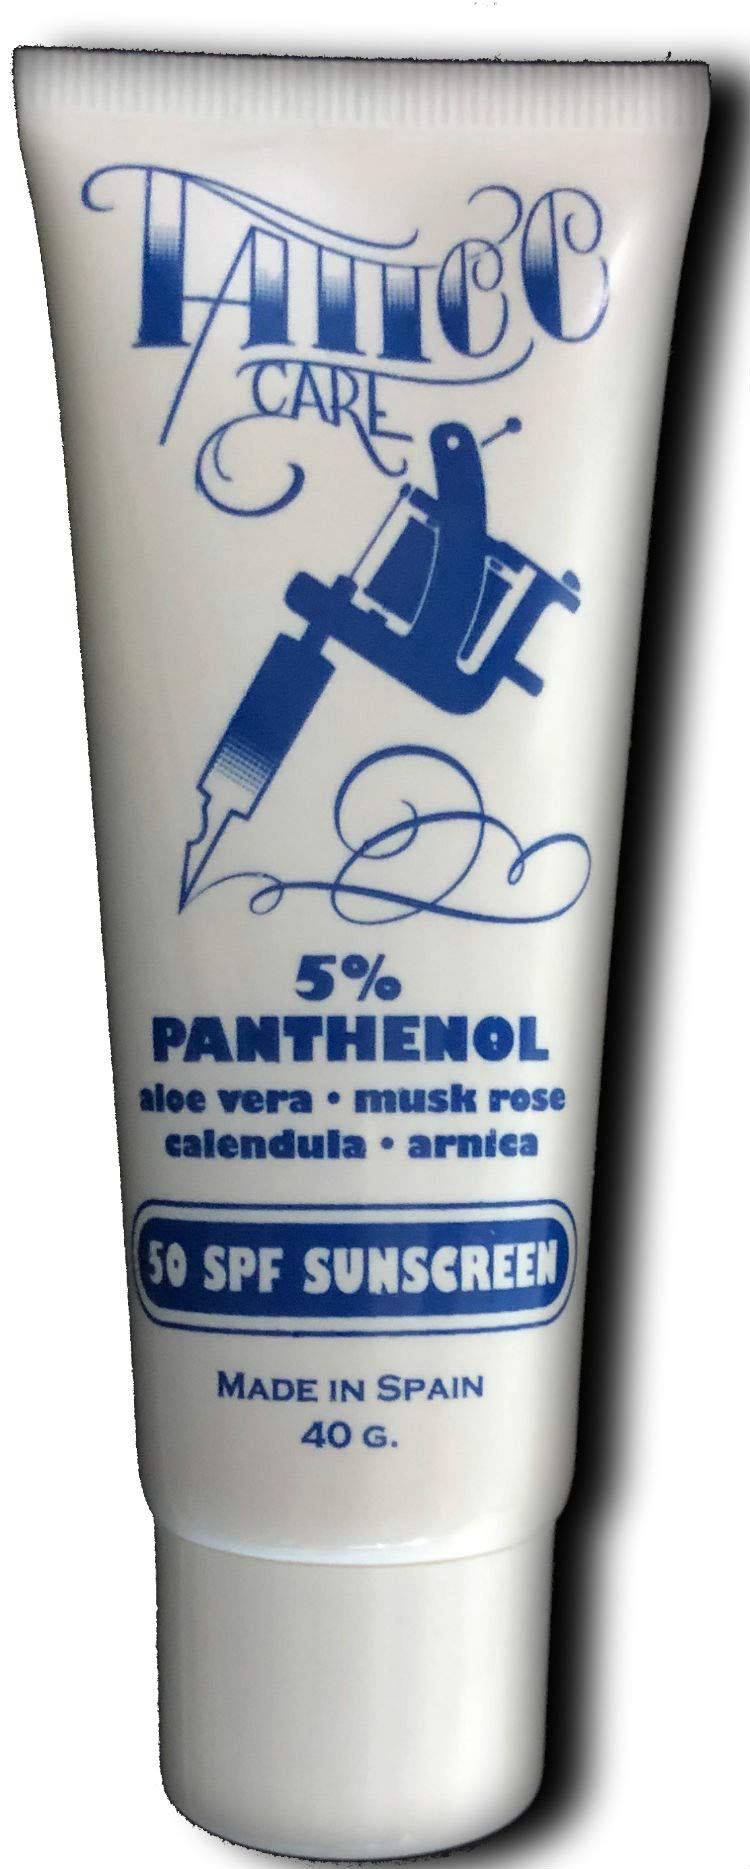 Tattoo
CARE
5%
PANTHENOL
aloe vera • musk rose
calendula • arnica
50 SPF SUNSCREEN
MADE IN SPAIN
40 G.